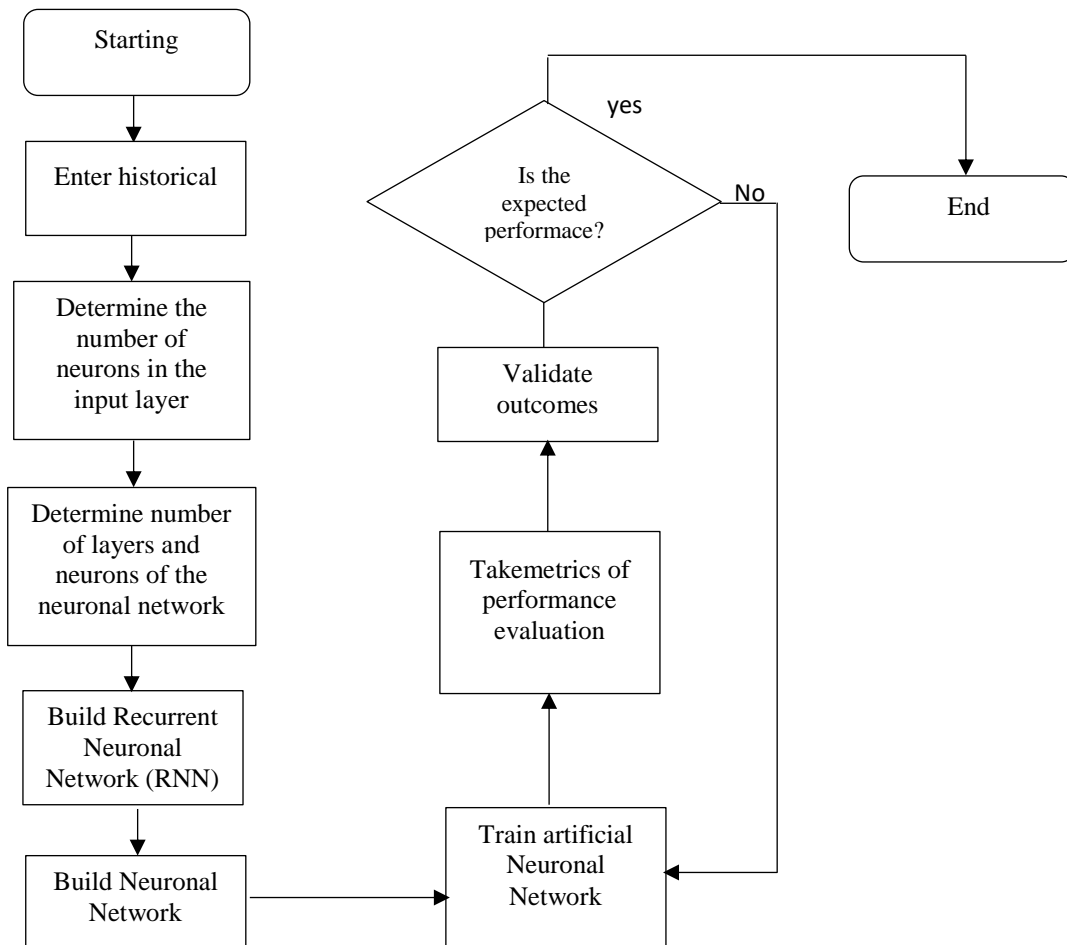 Starting
Enter historical
Determine the
number of
neurons in the
input layer
Determine number
of layers and
neurons of the
neuronal network
Build Recurrent
Neuronal
Network (RNN)
Build Neuronal
Network
Train artificial
Neuronal
Network
Takemetrics of
performance
evaluation
Validate
outcomes
Is the
expected
performace?
yes
No
End